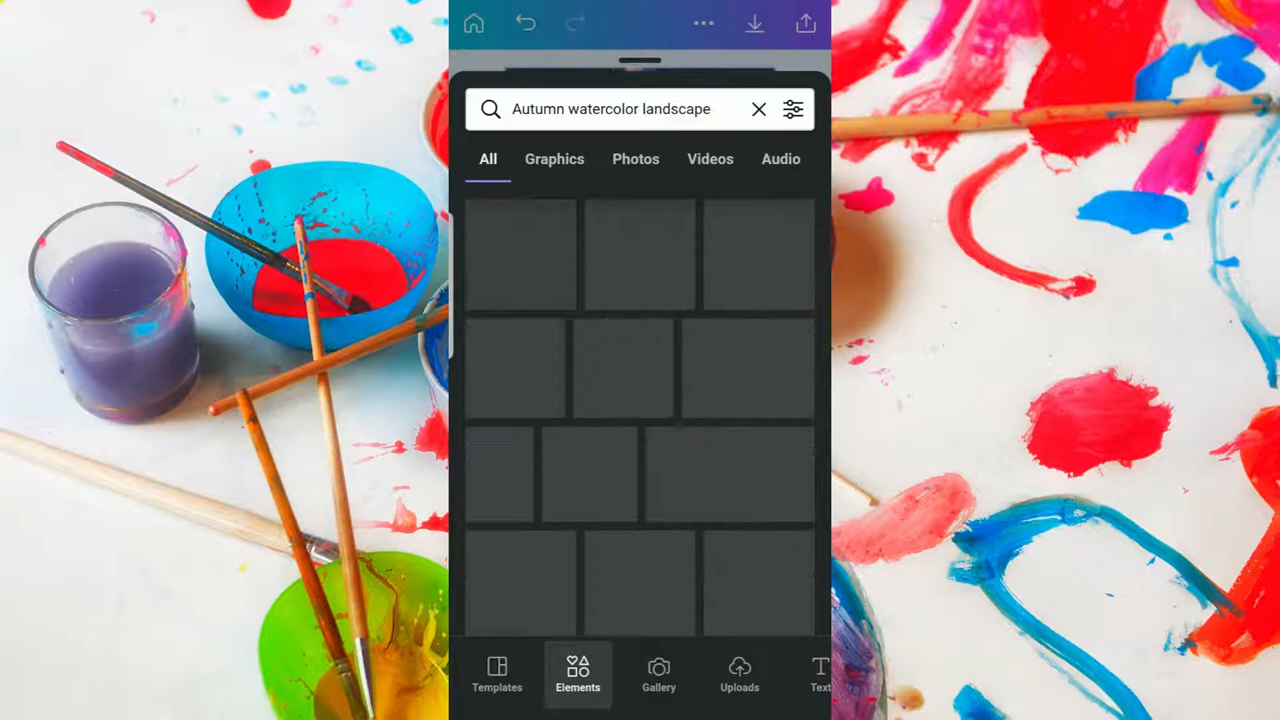 Autumn watercolor landscape
All Graphics Photos Videos Audio
Templates Elements Gallery Uploads Text